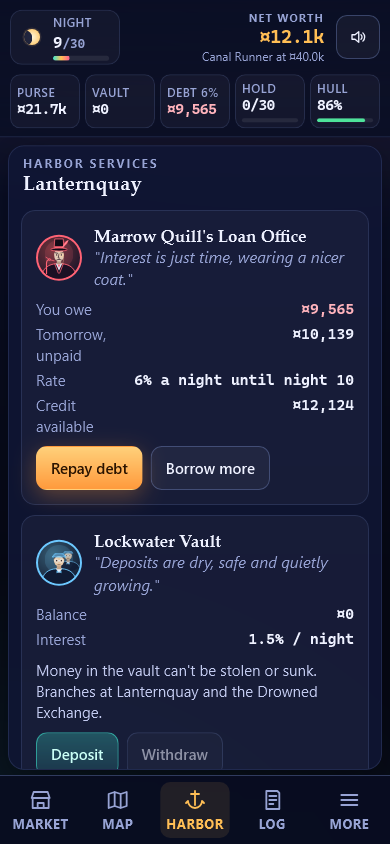 NIGHT
9/30
NET WORTH
¤12.1k
Canal Runner at ¤40.0k
PURSE
¤21.7k
VAULT
¤0
DEBT 6%
¤9,565
HOLD
0/30
HULL
86%
HARBOR SERVICES
Lanternquay
Marrow Quill's Loan Office
"Interest is just time, wearing a nicer
coat."
You owe ¤9,565
Tomorrow, ¤10,139
unpaid
Rate 6% a night until night 10
Credit ¤12,124
available
Repay debt Borrow more
Lockwater Vault
"Deposits are dry, safe and quietly
growing."
Balance ¤0
Interest 1.5% / night
Money in the vault can't be stolen or sunk.
Branches at Lanternquay and the Drowned
Exchange.
Deposit Withdraw
MARKET MAP HARBOR LOG MORE